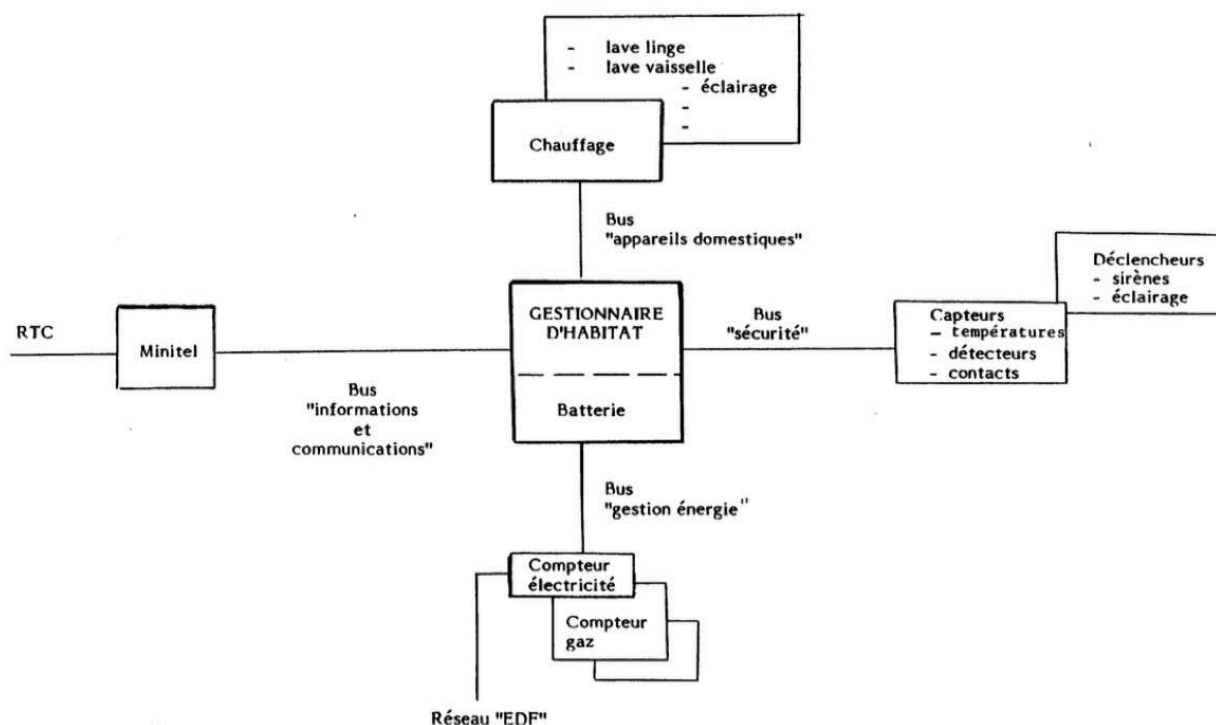 - lave linge
- lave vaisselle
- éclairage
-
-
Chauffage
Bus
"appareils domestiques"
Déclencheurs
- sirènes
- éclairage
GESTIONNAIRE
D'HABITAT
Batterie
Bus
"sécurité"
Capteurs
- températures
- détecteurs
- contacts
RTC
Minitel
Bus
"informations
et
communications"
Bus
"gestion énergie"
Compteur
électricité
Compteur
gaz
Réseau "EDF"